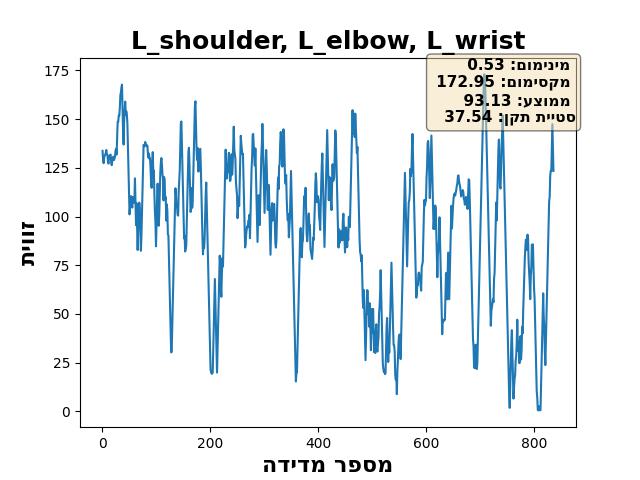 L_shoulder, L_elbow, L_wrist
מינימום: 0.53
מקסימום: 172.95
ממוצע: 93.13
סטיית תקן: 37.54
175
150
125
100
75
50
25
0
זווית
0 200 400 600 800
מספר מדידה